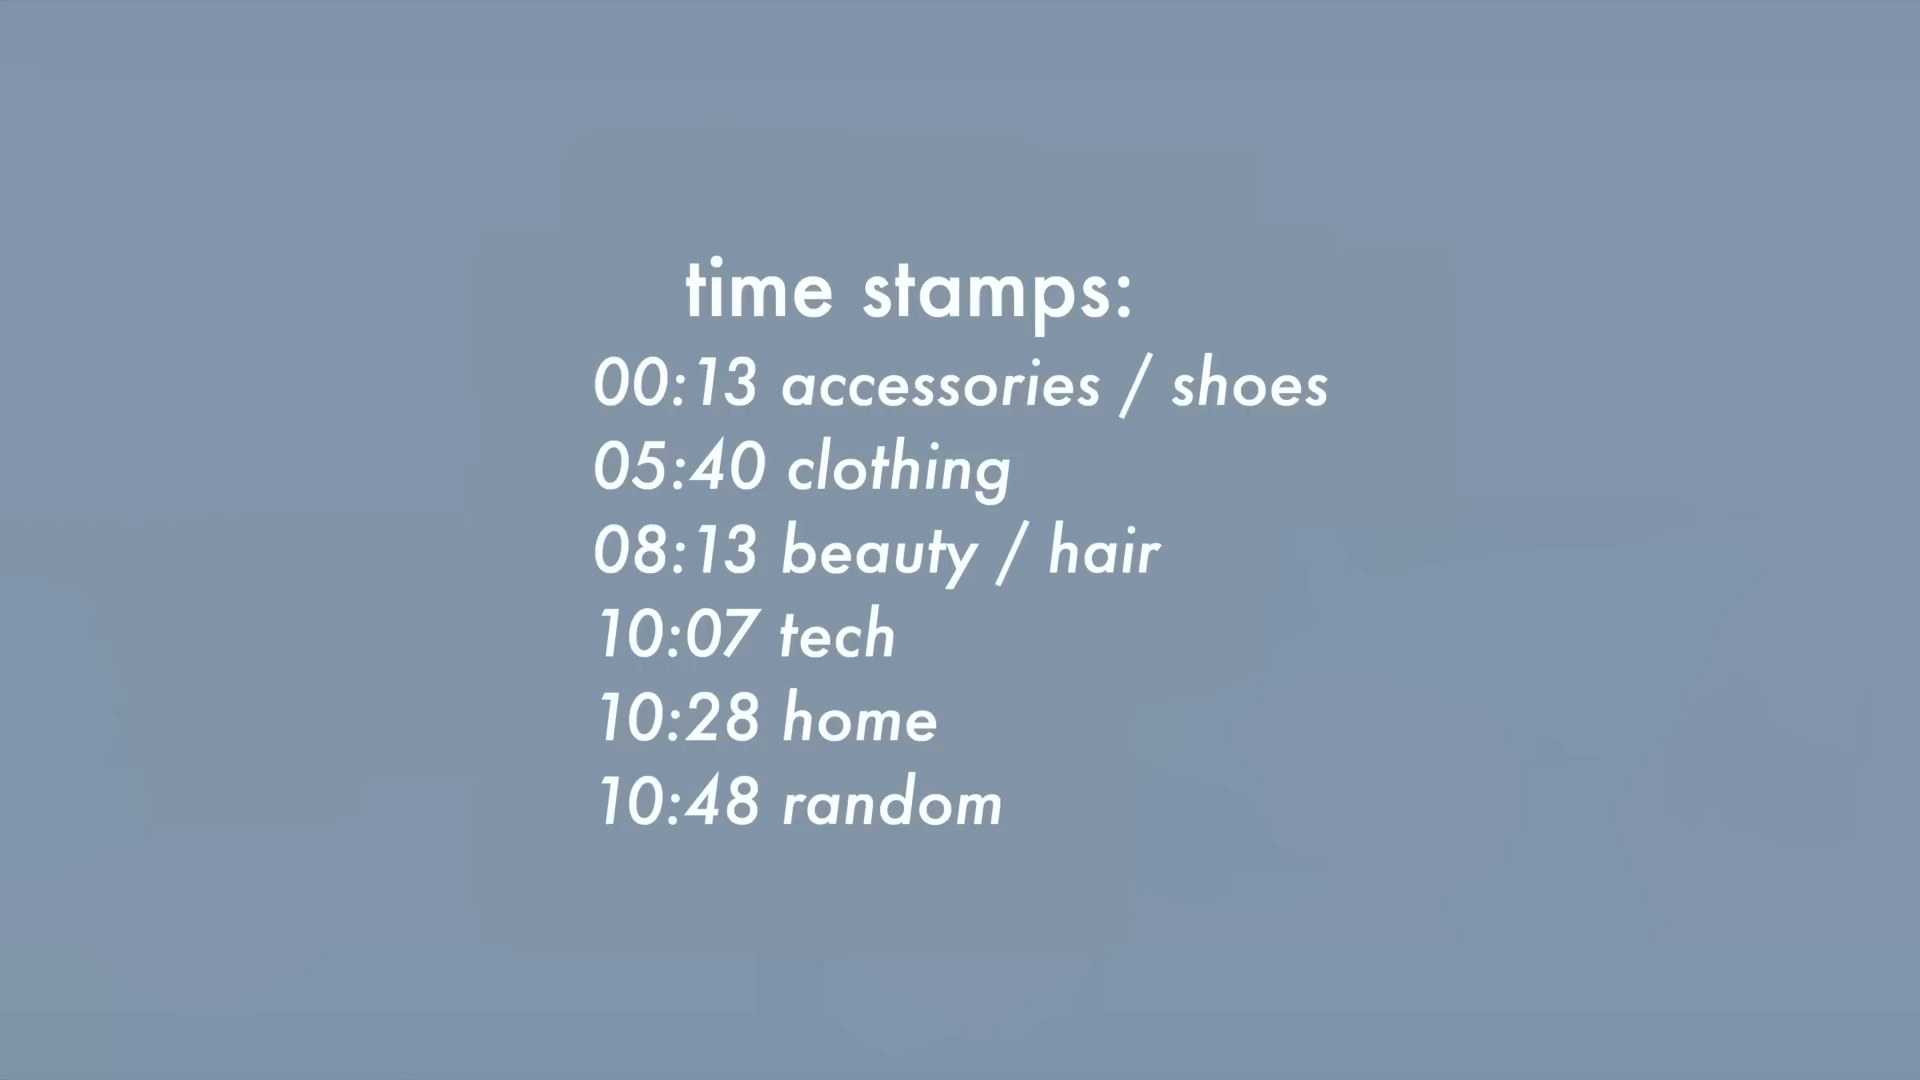 time stamps:
00:13 accessories / shoes
05:40 clothing
08:13 beauty / hair
10:07 tech
10:28 home
10:48 random